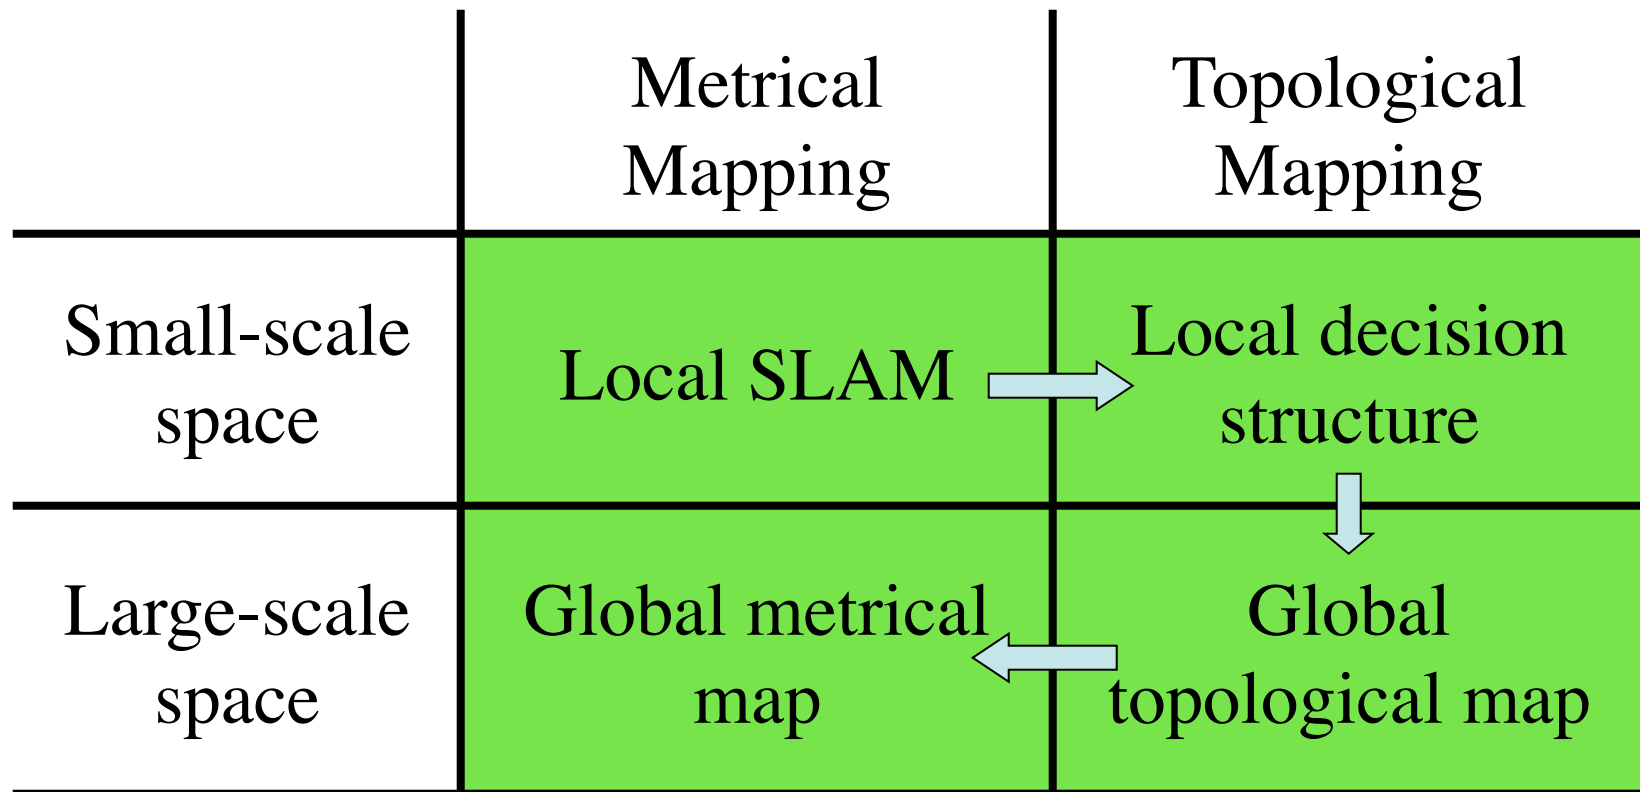 Metrical
Mapping
Topological
Mapping
Small-scale
space
Local SLAM
Local decision
structure
Large-scale
space
Global metrical
map
Global
topological map